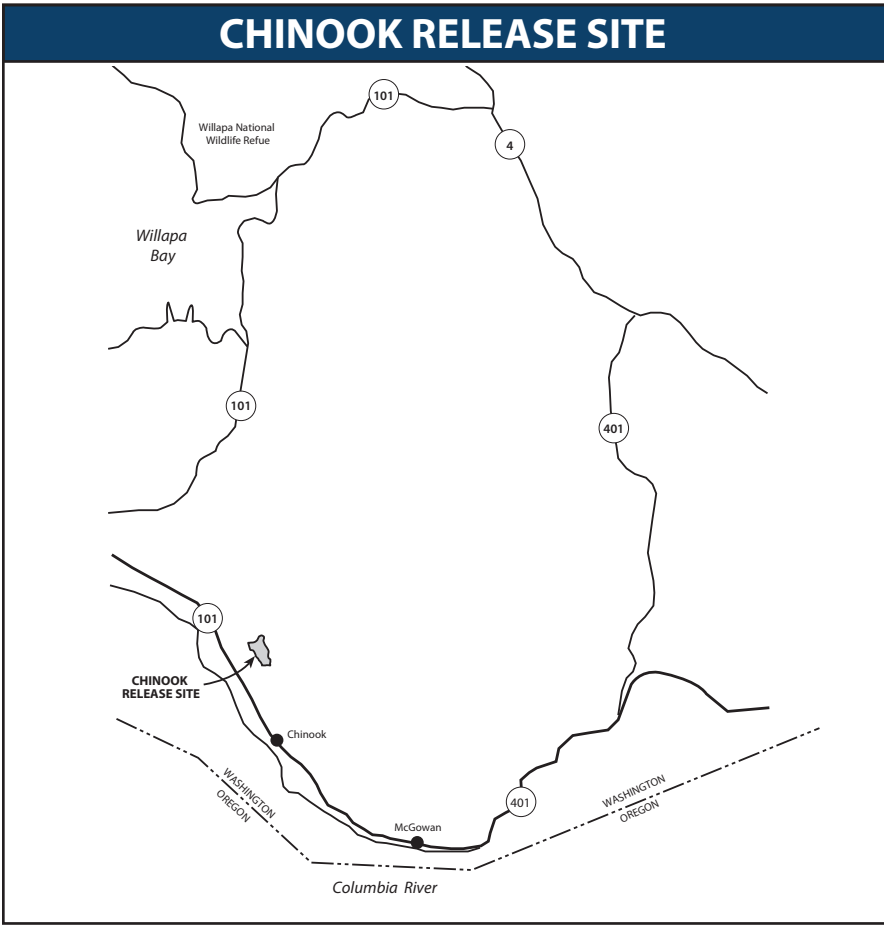 CHINOOK RELEASE SITE
101
Willapa National
Wildlife Refue
4
Willapa
Bay
101
401
101
CHINOOK
RELEASE SITE
Chinook
WASHINGTON
OREGON
McGowan
401
WASHINGTON
OREGON
Columbia River